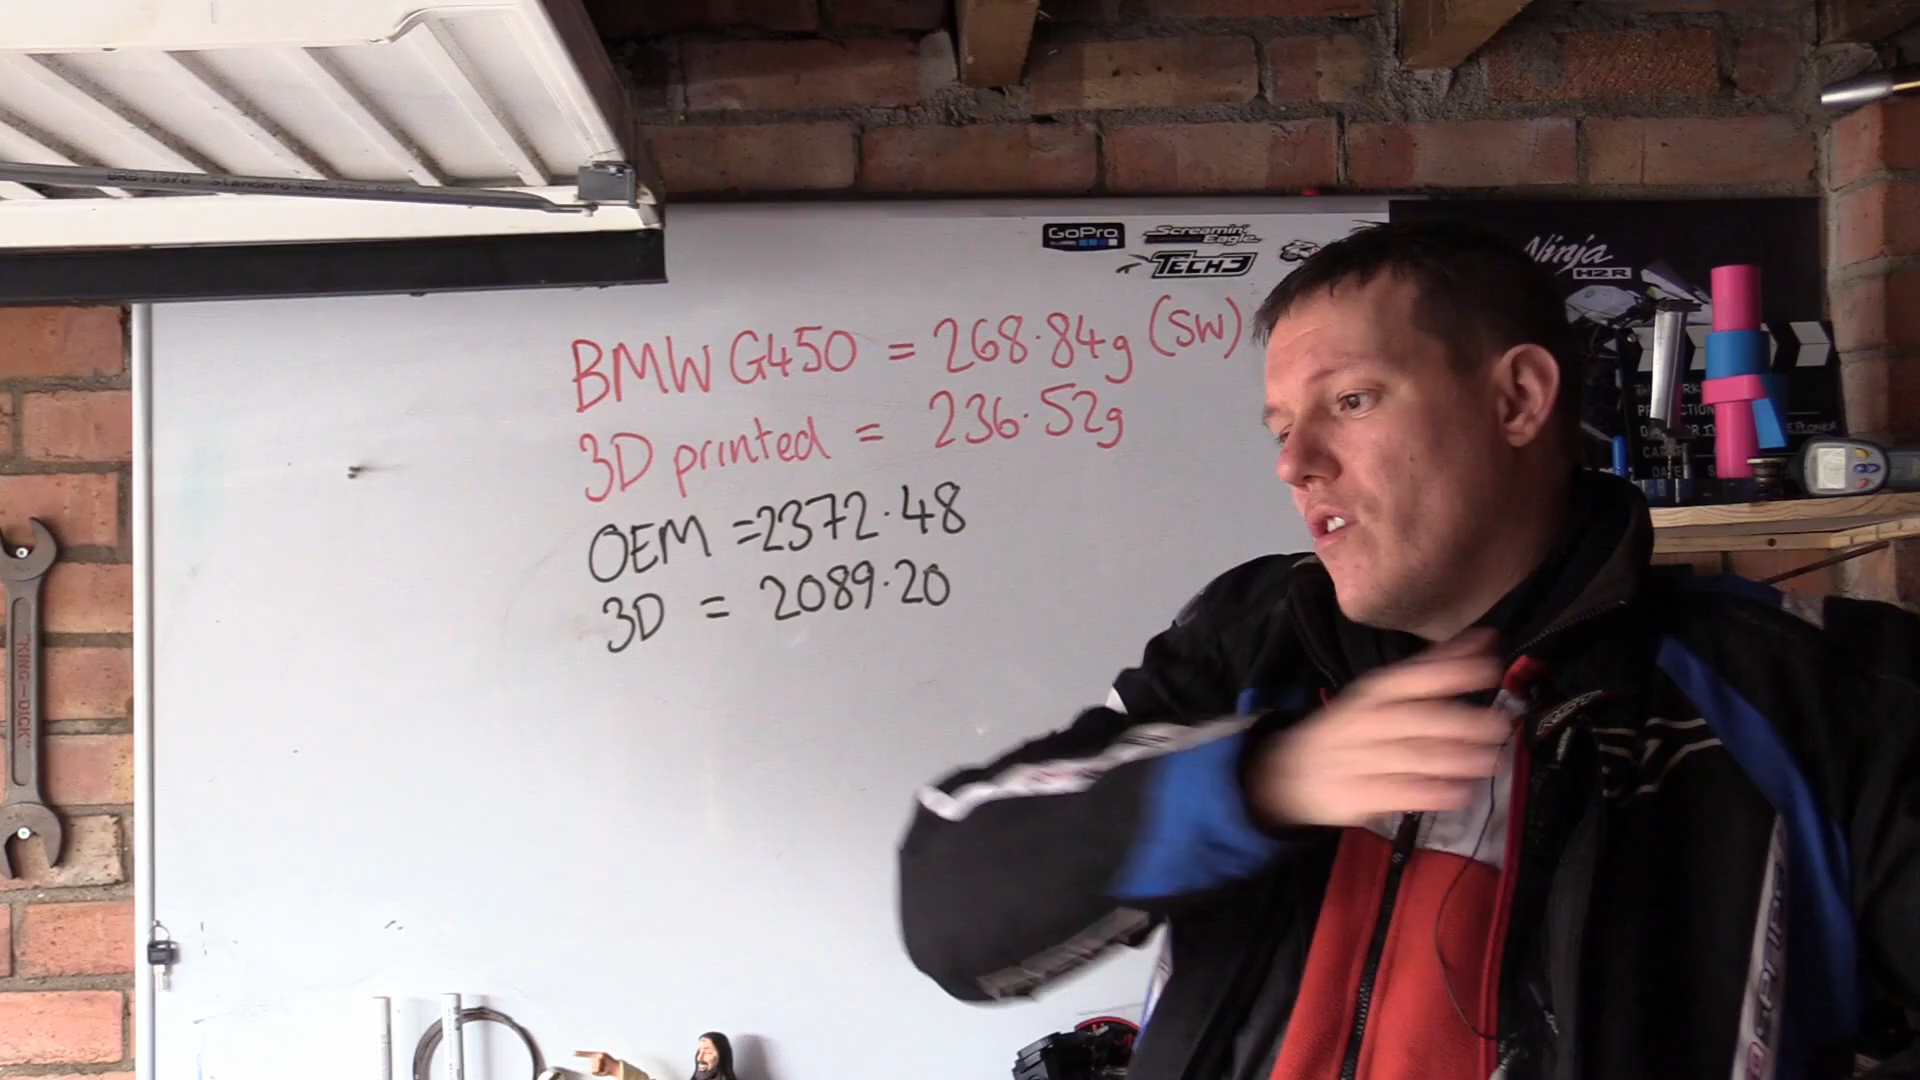 GoPro
Screamin' Eagle
TECH3
Ninja
H2R
BMW G450 = 268.84g (SW)
3D printed = 236.52g
OEM = 2372.48
3D = 2089.20
"KING-DICK"